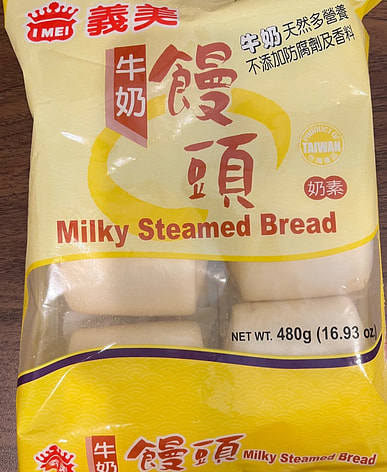 I MEI 義美
牛奶天然多營養
不添加防腐劑及香料
牛奶
饅頭
PRODUCT OF
TAIWAN
奶素
Milky Steamed Bread
NET WT. 480g (16.93 oz)
牛奶
饅頭 Milky Steamed Bread